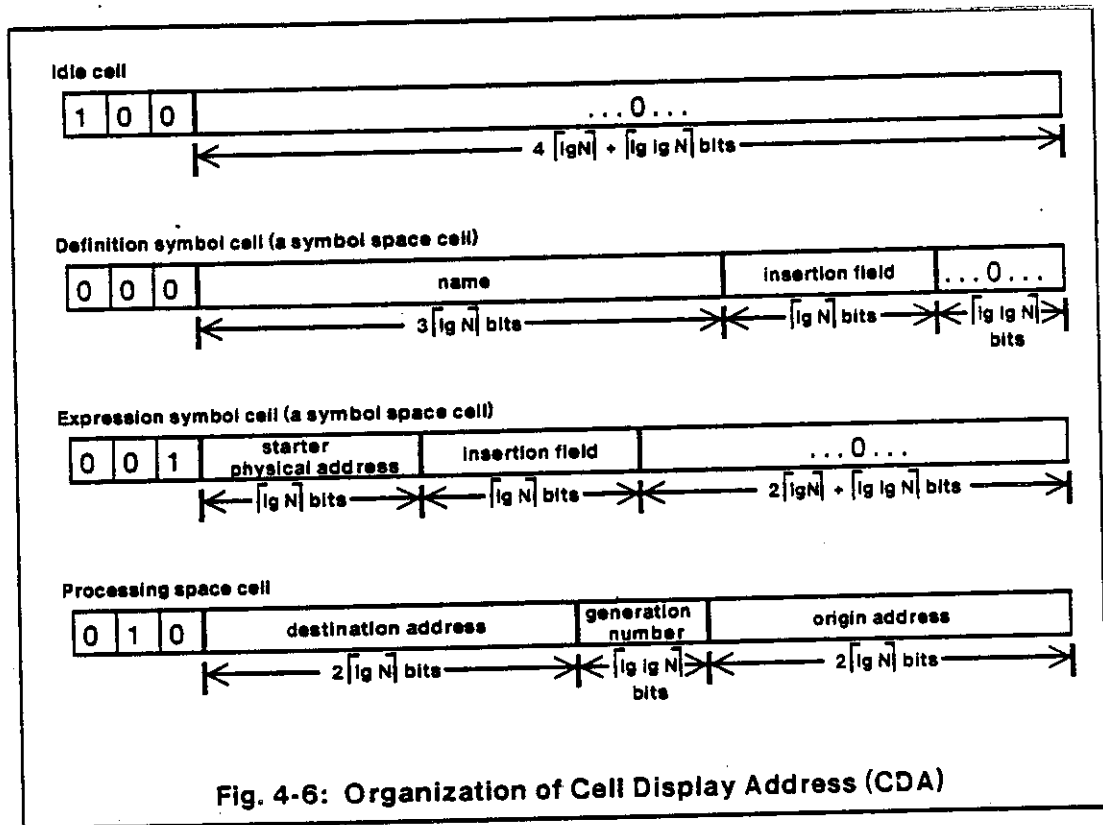 Idle cell
1 0 0 ...0...
4 ⌈lgN⌉ + ⌈lg lg N⌉ bits
Definition symbol cell (a symbol space cell)
0 0 0 name insertion field ...0...
3⌈lg N⌉ bits ⌈lg N⌉ bits ⌈lg lg N⌉
bits
Expression symbol cell (a symbol space cell)
0 0 1 starter physical address insertion field ...0...
⌈lg N⌉ bits ⌈lg N⌉ bits 2⌈lgN⌉ + ⌈lg lg N⌉ bits
Processing space cell
0 1 0 destination address generation number origin address
2⌈lg N⌉ bits ⌈lg lg N⌉ bits 2⌈lg N⌉ bits
Fig. 4-6: Organization of Cell Display Address (CDA)